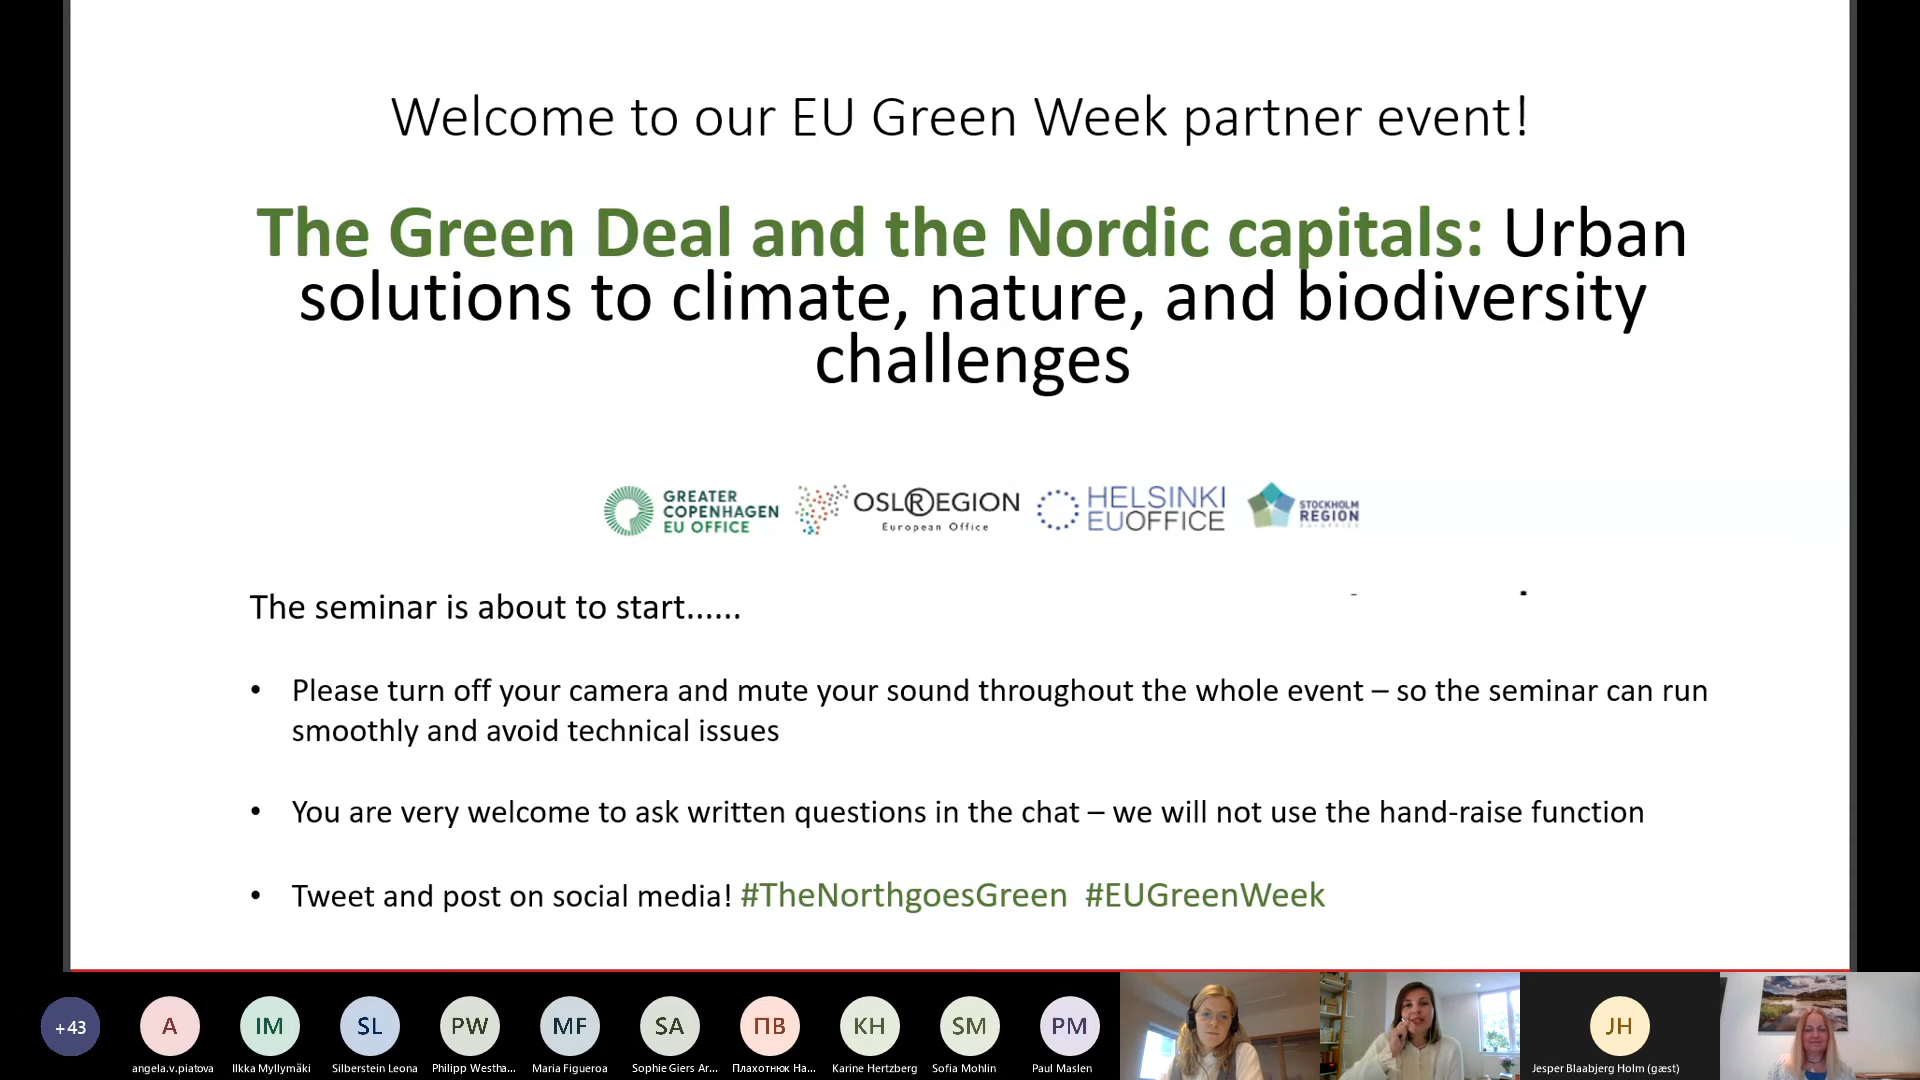 Welcome to our EU Green Week partner event!
The Green Deal and the Nordic capitals: Urban
solutions to climate, nature, and biodiversity
challenges
GREATER
COPENHAGEN
EU OFFICE
OSLREGION
European Office
HELSINKI
EUOFFICE
STOCKHOLM
REGION
EU OFFICE
The seminar is about to start......
• Please turn off your camera and mute your sound throughout the whole event – so the seminar can run
smoothly and avoid technical issues
• You are very welcome to ask written questions in the chat – we will not use the hand-raise function
• Tweet and post on social media! #TheNorthgoesGreen #EUGreenWeek
+43
A
IM
SL
PW
MF
SA
ПВ
KH
SM
PM
JH
angela.v.piatova
Ilkka Myllymäki
Silberstein Leona
Philipp Westha...
Maria Figueroa
Sophie Giers Ar...
Плахотнюк На...
Karine Hertzberg
Sofia Mohlin
Paul Maslen
Jesper Blaabjerg Holm (gæst)